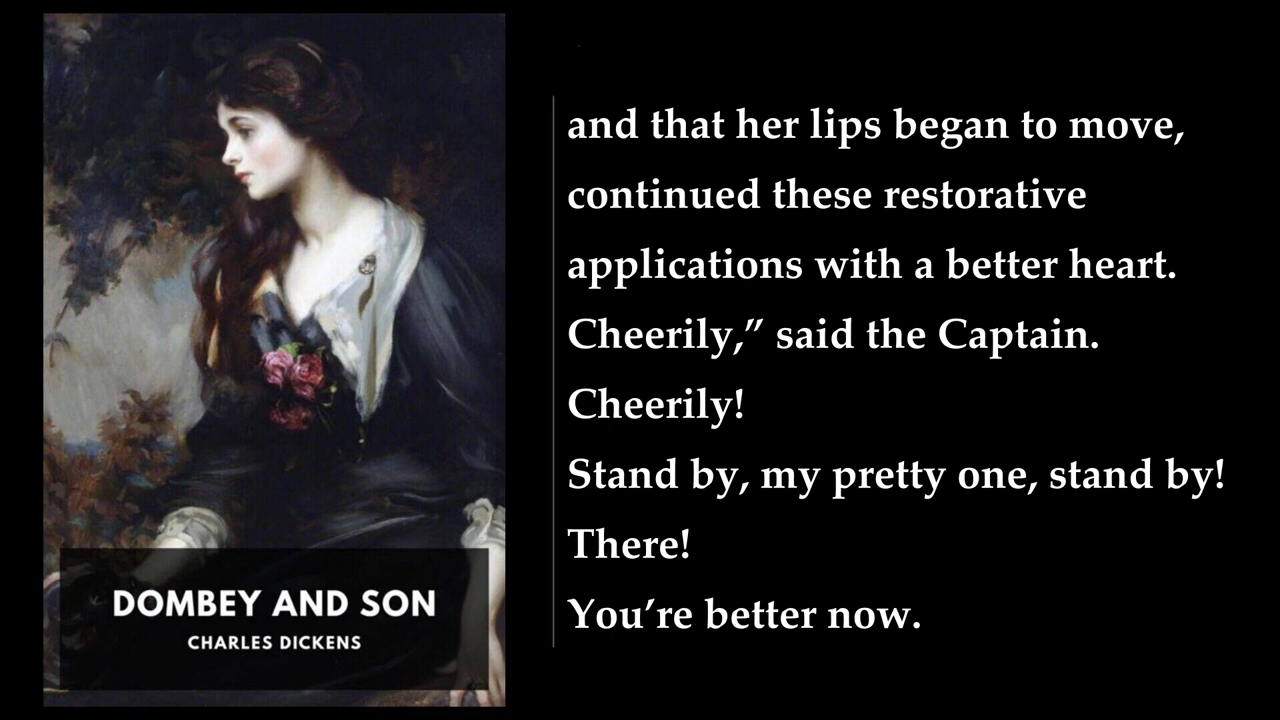 and that her lips began to move,
continued these restorative
applications with a better heart.
Cheerily,” said the Captain.
Cheerily!
Stand by, my pretty one, stand by!
There!
You’re better now.
DOMBEY AND SON
CHARLES DICKENS